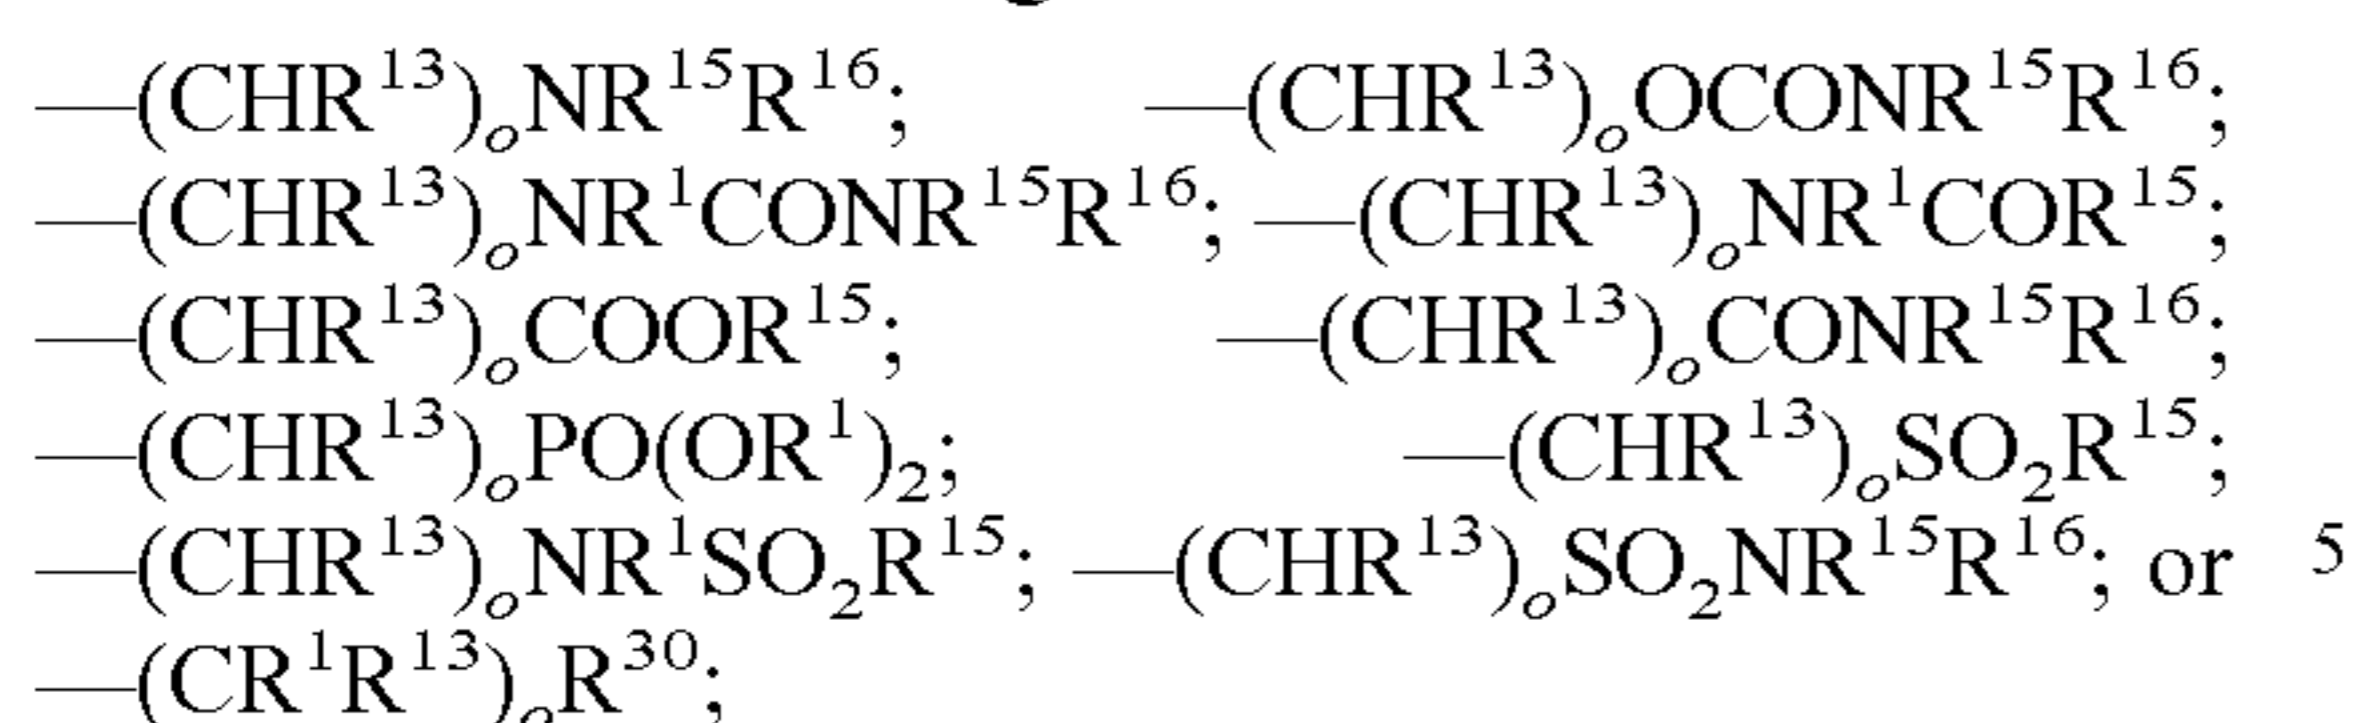 —(CHR¹³)ₒNR¹⁵R¹⁶; —(CHR¹³)ₒOCONR¹⁵R¹⁶;
—(CHR¹³)ₒNR¹CONR¹⁵R¹⁶; —(CHR¹³)ₒNR¹COR¹⁵;
—(CHR¹³)ₒCOOR¹⁵; —(CHR¹³)ₒCONR¹⁵R¹⁶;
—(CHR¹³)ₒPO(OR¹)₂; —(CHR¹³)ₒSO₂R¹⁵;
—(CHR¹³)ₒNR¹SO₂R¹⁵; —(CHR¹³)ₒSO₂NR¹⁵R¹⁶; or 5
—(CR¹R¹³)ₒR³⁰;